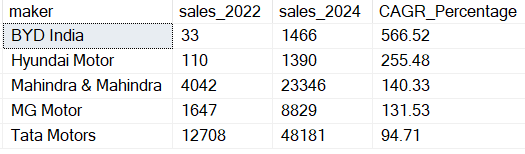 maker sales_2022 sales_2024 CAGR_Percentage
BYD India 33 1466 566.52
Hyundai Motor 110 1390 255.48
Mahindra & Mahindra 4042 23346 140.33
MG Motor 1647 8829 131.53
Tata Motors 12708 48181 94.71